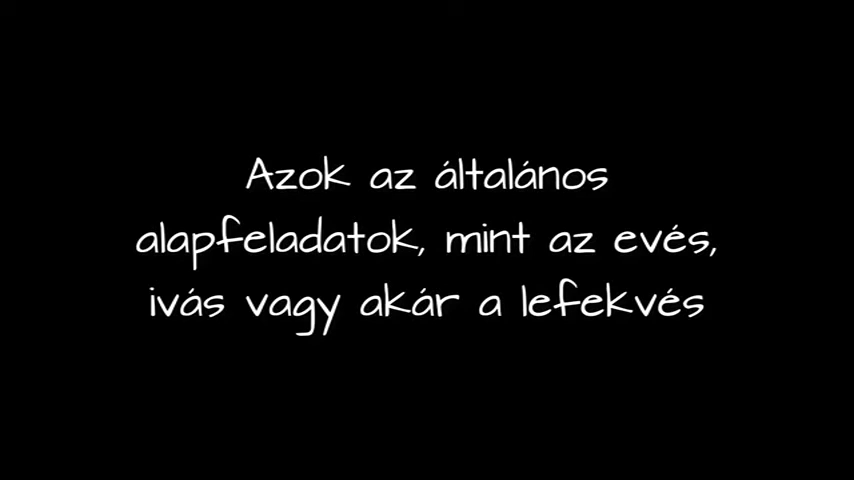 Azok az általános
alapfeladatok, mint az evés,
ivás vagy akár a lefekvés